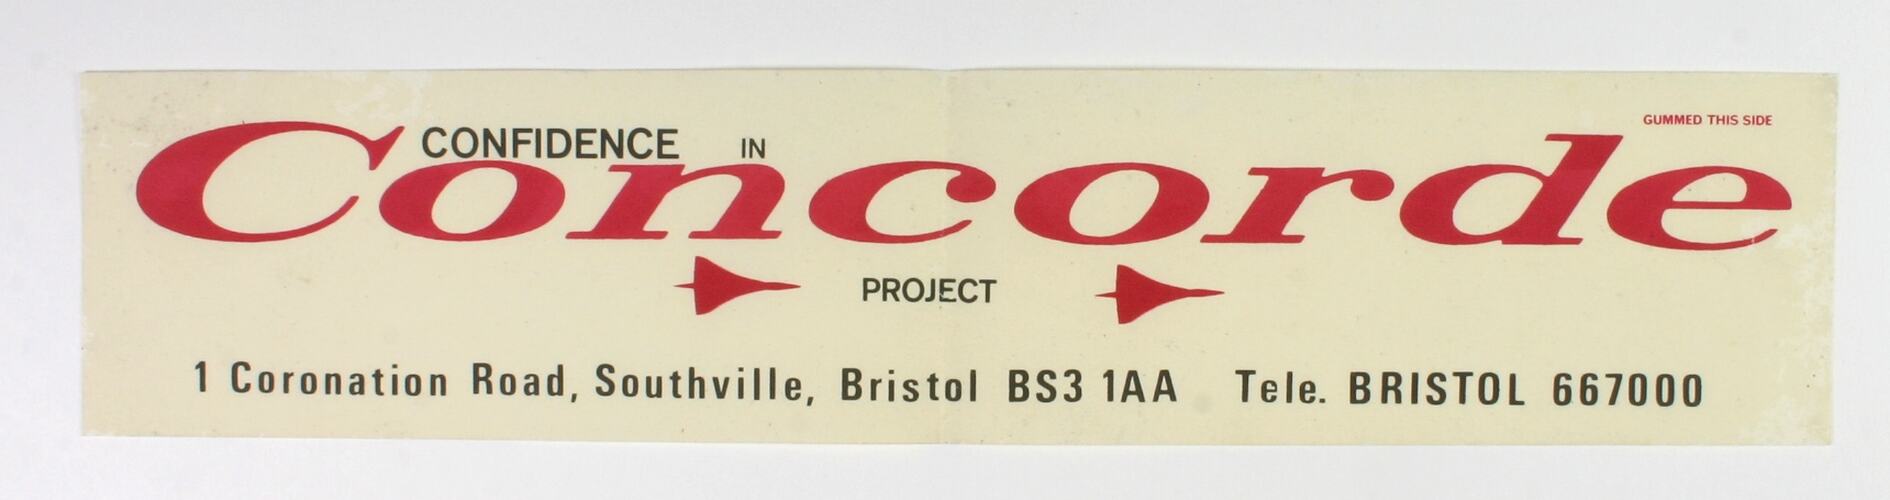 GUMMED THIS SIDE
CONFIDENCE IN
Concorde
PROJECT
1 Coronation Road, Southville, Bristol BS3 1AA Tele. BRISTOL 667000